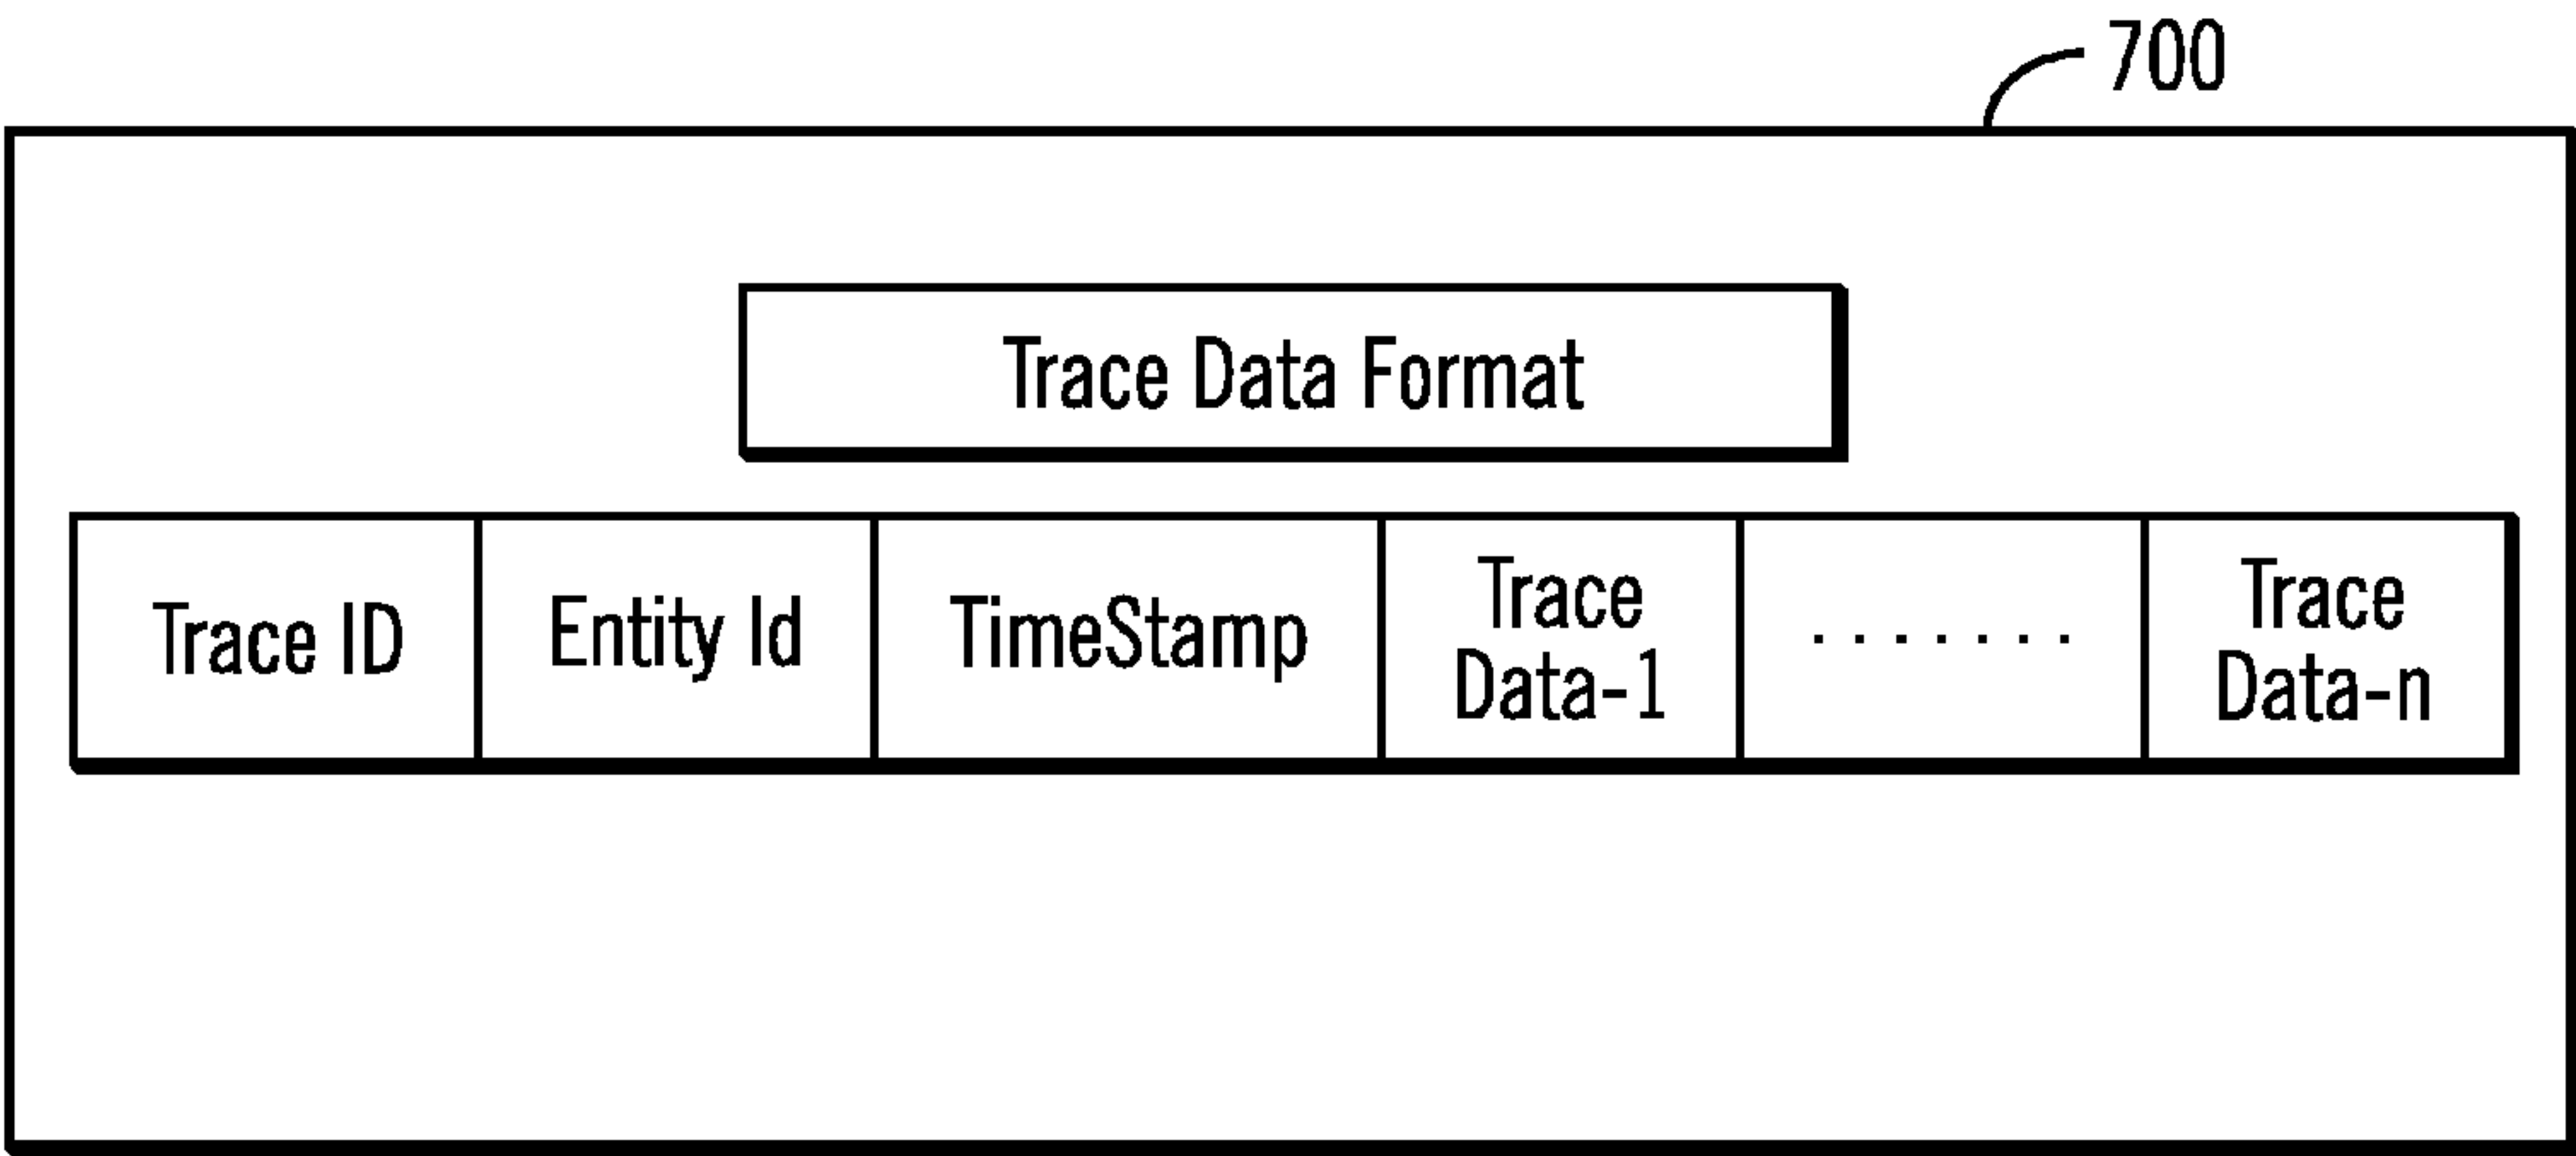 700
Trace Data Format
Trace ID
Entity Id
TimeStamp
Trace
Data-1
.......
Trace
Data-n